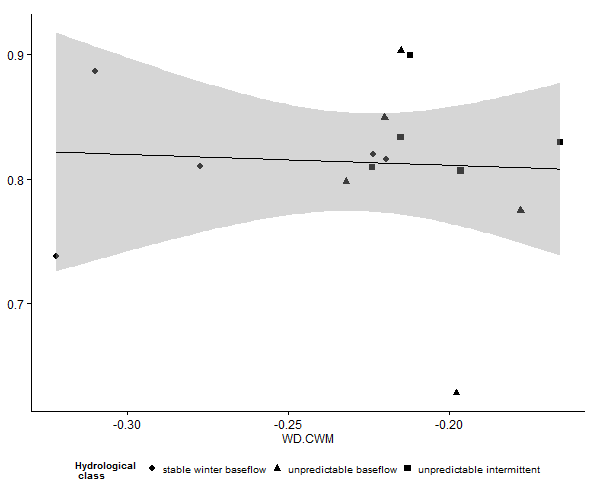 0.9
0.8
0.7
-0.30 -0.25 -0.20
WD.CWM
Hydrological
class
stable winter baseflow unpredictable baseflow unpredictable intermittent